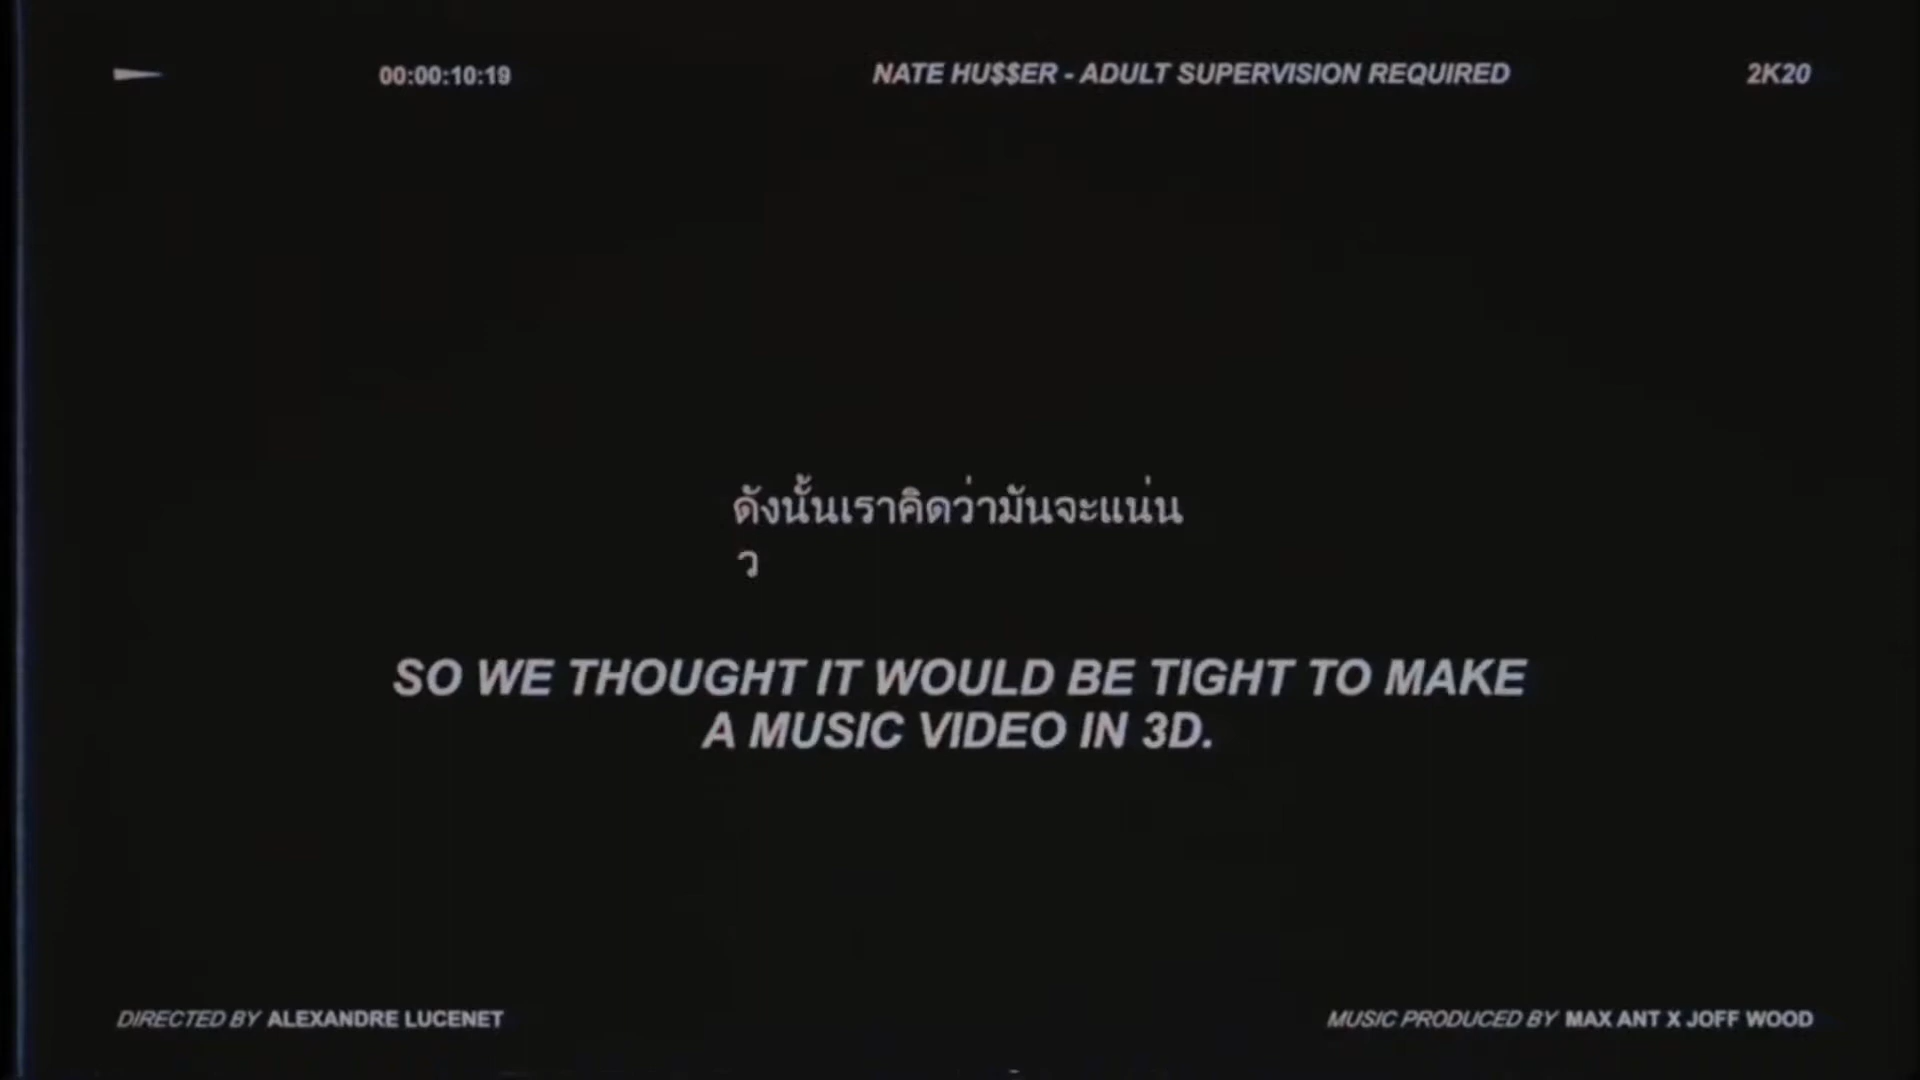 00:00:10:19
NATE HU$$ER - ADULT SUPERVISION REQUIRED
2K20
ดังนั้นเราคิดว่ามันจะแน่น
ว
SO WE THOUGHT IT WOULD BE TIGHT TO MAKE
A MUSIC VIDEO IN 3D.
DIRECTED BY ALEXANDRE LUCENET
MUSIC PRODUCED BY MAX ANT X JOFF WOOD